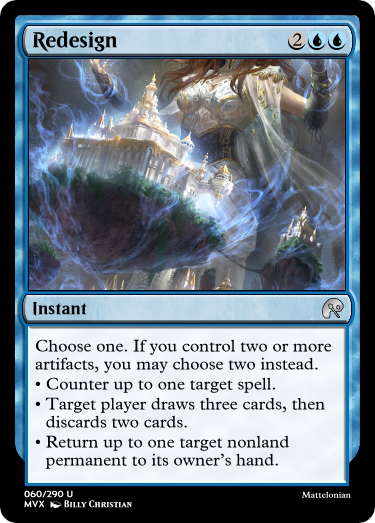 Redesign 2
Instant
Choose one. If you control two or more
artifacts, you may choose two instead.
• Counter up to one target spell.
• Target player draws three cards, then
discards two cards.
• Return up to one target nonland
permanent to its owner's hand.
060/290 U
MVX Billy Christian
Mattelonian